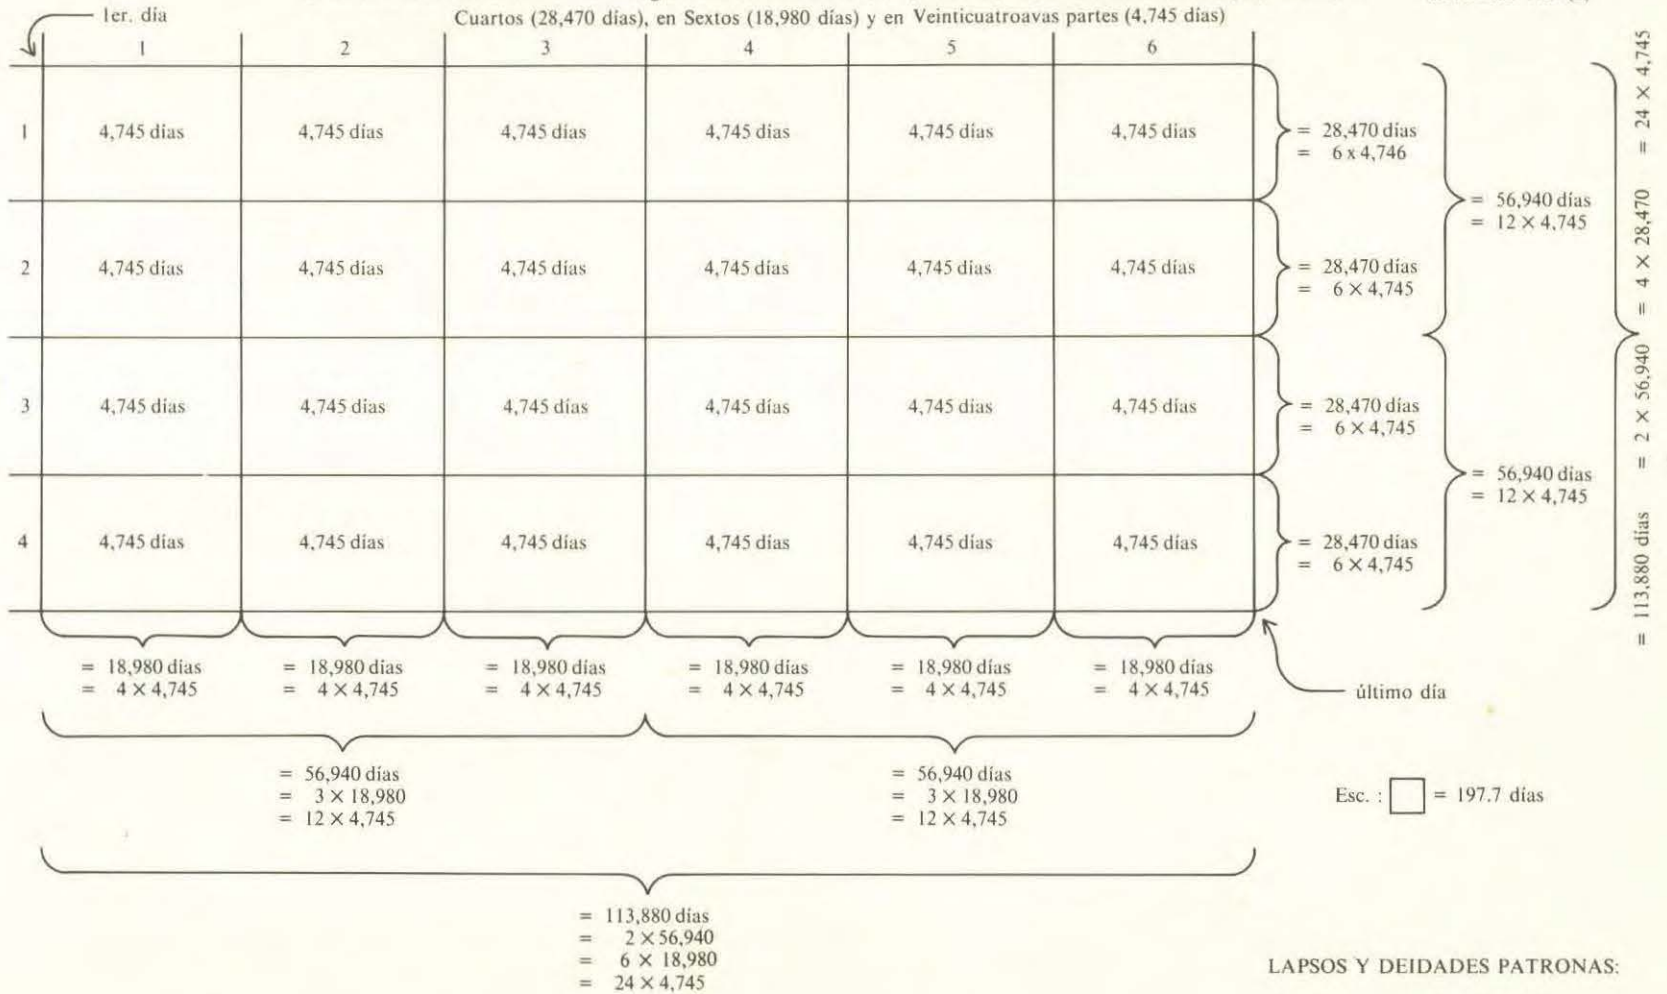 1er. día
Cuartos (28,470 días), en Sextos (18,980 días) y en Veinticuatroavas partes (4,745 días)
1 2 3 4 5 6
1 4,745 días 4,745 días 4,745 días 4,745 días 4,745 días 4,745 días
= 28,470 días
= 6 x 4,746
= 56,940 días
= 12 × 4,745
2 4,745 días 4,745 días 4,745 días 4,745 días 4,745 días 4,745 días
= 28,470 días
= 6 × 4,745
3 4,745 días 4,745 días 4,745 días 4,745 días 4,745 días 4,745 días
= 28,470 días
= 6 × 4,745
= 56,940 días
= 12 × 4,745
4 4,745 días 4,745 días 4,745 días 4,745 días 4,745 días 4,745 días
= 28,470 días
= 6 × 4,745
= 113,880 días = 2 × 56,940 = 4 × 28,470 = 24 × 4,745
= 18,980 días = 18,980 días = 18,980 días = 18,980 días = 18,980 días = 18,980 días
= 4 × 4,745 = 4 × 4,745 = 4 × 4,745 = 4 × 4,745 = 4 × 4,745 = 4 × 4,745
último día
= 56,940 días = 56,940 días
= 3 × 18,980 = 3 × 18,980
= 12 × 4,745 = 12 × 4,745
Esc. : = 197.7 días
= 113,880 días
= 2 × 56,940
= 6 × 18,980
= 24 × 4,745
LAPSOS Y DEIDADES PATRONAS: